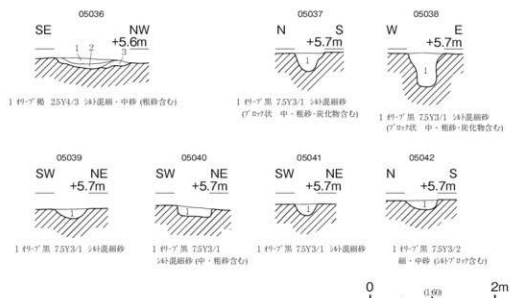 05036
SE NW
+5.6m
1 2 3
1 ｵﾘｰﾌﾞ褐 2.5Y4/3 ｼﾙﾄ混細・中砂 (粗砂含む)
05037
N S
+5.7m
1
1 ｵﾘｰﾌﾞ黒 7.5Y3/1 ｼﾙﾄ混細砂
(ﾌﾞﾛｯｸ状 中・粗砂・炭化物含む)
05038
W E
+5.7m
1
1 ｵﾘｰﾌﾞ黒 7.5Y3/1 ｼﾙﾄ混細砂
(ﾌﾞﾛｯｸ状 中・粗砂・炭化物含む)
05039
SW NE
+5.7m
1
1 ｵﾘｰﾌﾞ黒 7.5Y3/1 ｼﾙﾄ混細砂
05040
SW NE
+5.7m
1
1 ｵﾘｰﾌﾞ黒 7.5Y3/1
ｼﾙﾄ混細砂 (中・粗砂含む)
05041
SW NE
+5.7m
1
1 ｵﾘｰﾌﾞ黒 7.5Y3/1 ｼﾙﾄ混細砂
05042
N S
+5.7m
1
1 ｵﾘｰﾌﾞ黒 7.5Y3/2
細・中砂 (ｼﾙﾄﾌﾞﾛｯｸ含む)
0 (1:60) 2m